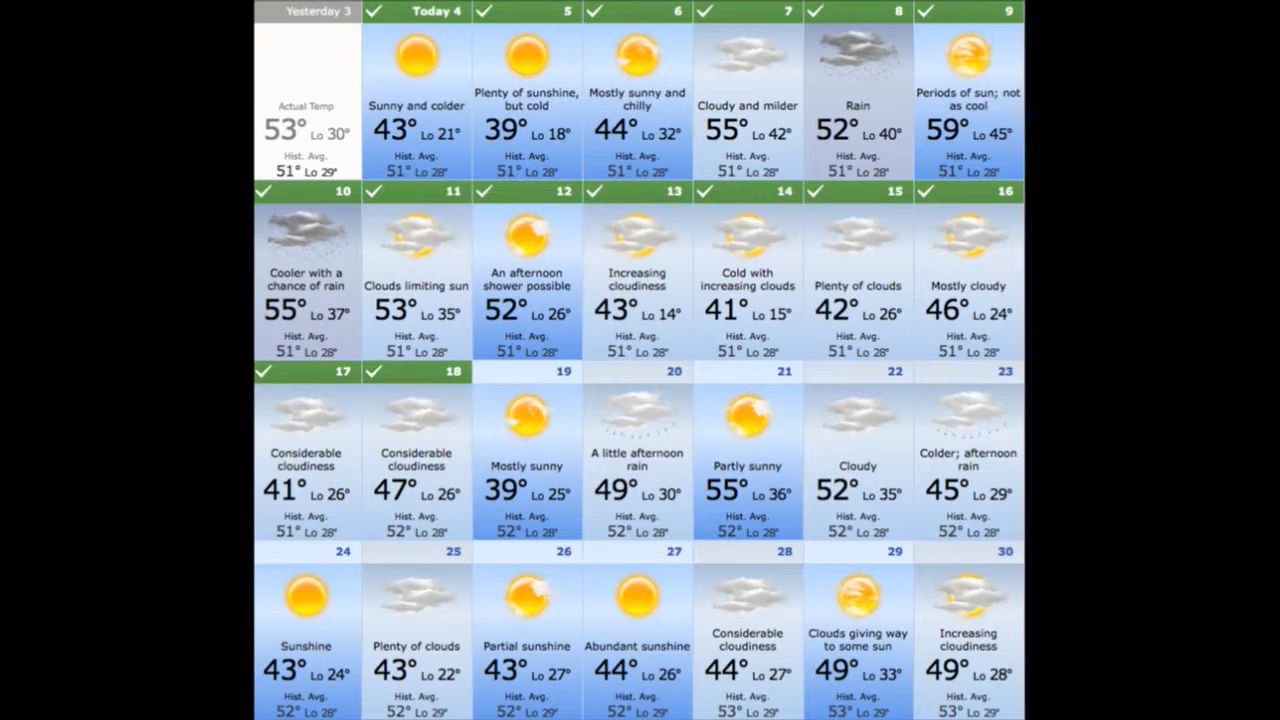 Yesterday 3 Today 4 5 6 7 8 9
Plenty of sunshine, Mostly sunny and Periods of sun; not
Actual Temp Sunny and colder but cold chilly Cloudy and milder Rain as cool
53° Lo 30° 43° Lo 21° 39° Lo 18° 44° Lo 32° 55° Lo 42° 52° Lo 40° 59° Lo 45°
Hist. Avg. Hist. Avg. Hist. Avg. Hist. Avg. Hist. Avg. Hist. Avg. Hist. Avg.
51° Lo 29° 51° Lo 28° 51° Lo 28° 51° Lo 28° 51° Lo 28° 51° Lo 28° 51° Lo 28°
10 11 12 13 14 15 16
Cooler with a An afternoon Increasing Cold with
chance of rain Clouds limiting sun shower possible cloudiness increasing clouds Plenty of clouds Mostly cloudy
55° Lo 37° 53° Lo 35° 52° Lo 26° 43° Lo 14° 41° Lo 15° 42° Lo 26° 46° Lo 24°
Hist. Avg. Hist. Avg. Hist. Avg. Hist. Avg. Hist. Avg. Hist. Avg. Hist. Avg.
51° Lo 28° 51° Lo 28° 51° Lo 28° 51° Lo 28° 51° Lo 28° 51° Lo 28° 51° Lo 28°
17 18 19 20 21 22 23
Considerable Considerable A little afternoon Colder; afternoon
cloudiness cloudiness Mostly sunny rain Partly sunny Cloudy rain
41° Lo 26° 47° Lo 26° 39° Lo 25° 49° Lo 30° 55° Lo 36° 52° Lo 35° 45° Lo 29°
Hist. Avg. Hist. Avg. Hist. Avg. Hist. Avg. Hist. Avg. Hist. Avg. Hist. Avg.
51° Lo 28° 52° Lo 28° 52° Lo 28° 52° Lo 28° 52° Lo 28° 52° Lo 28° 52° Lo 28°
24 25 26 27 28 29 30
Considerable Clouds giving way Increasing
Sunshine Plenty of clouds Partial sunshine Abundant sunshine cloudiness to some sun cloudiness
43° Lo 24° 43° Lo 22° 43° Lo 27° 44° Lo 26° 44° Lo 27° 49° Lo 33° 49° Lo 28°
Hist. Avg. Hist. Avg. Hist. Avg. Hist. Avg. Hist. Avg. Hist. Avg. Hist. Avg.
52° Lo 28° 52° Lo 29° 52° Lo 29° 52° Lo 29° 53° Lo 29° 53° Lo 29° 53° Lo 29°